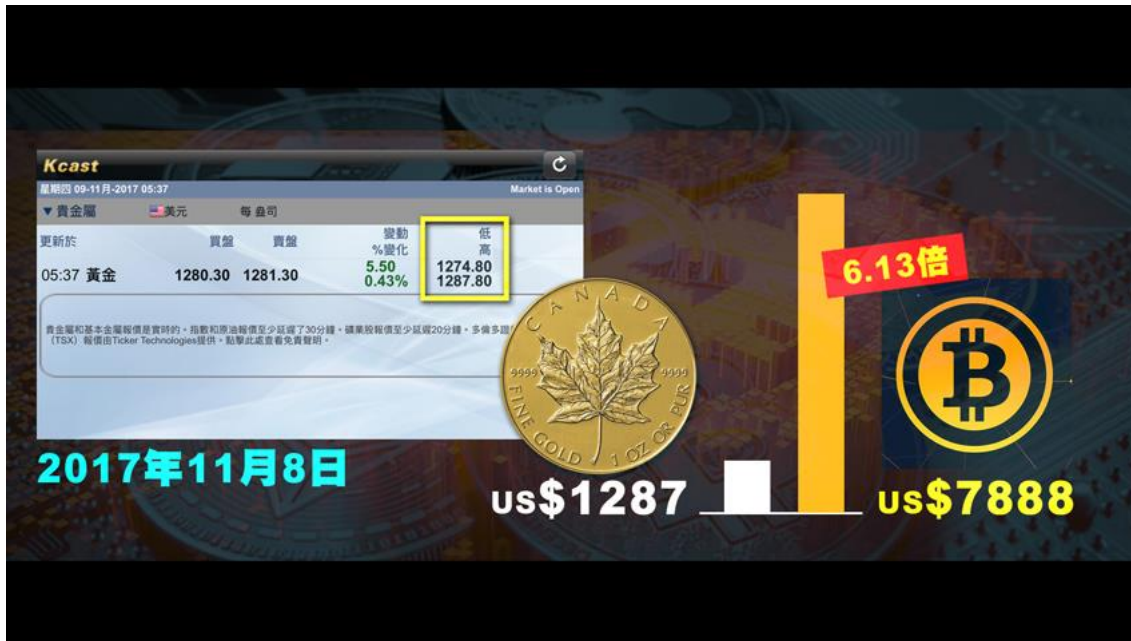 Kcast
星期四 09-11月-2017 05:37 Market is Open
▼ 貴金屬 美元 每 盎司
更新於 買盤 賣盤 變動 低
%變化 高
05:37 黃金 1280.30 1281.30 5.50 1274.80
0.43% 1287.80
貴金屬和基本金屬報價是實時的。指數和原油報價至少延遲了30分鐘。礦業股報價至少延遲20分鐘。多倫多證
（TSX）報價由Ticker Technologies提供。點擊此處查看免責聲明。
2017年11月8日
CANADA
9999 9999
FINE GOLD 1 OZ OR PUR
US$1287
6.13倍
B
US$7888